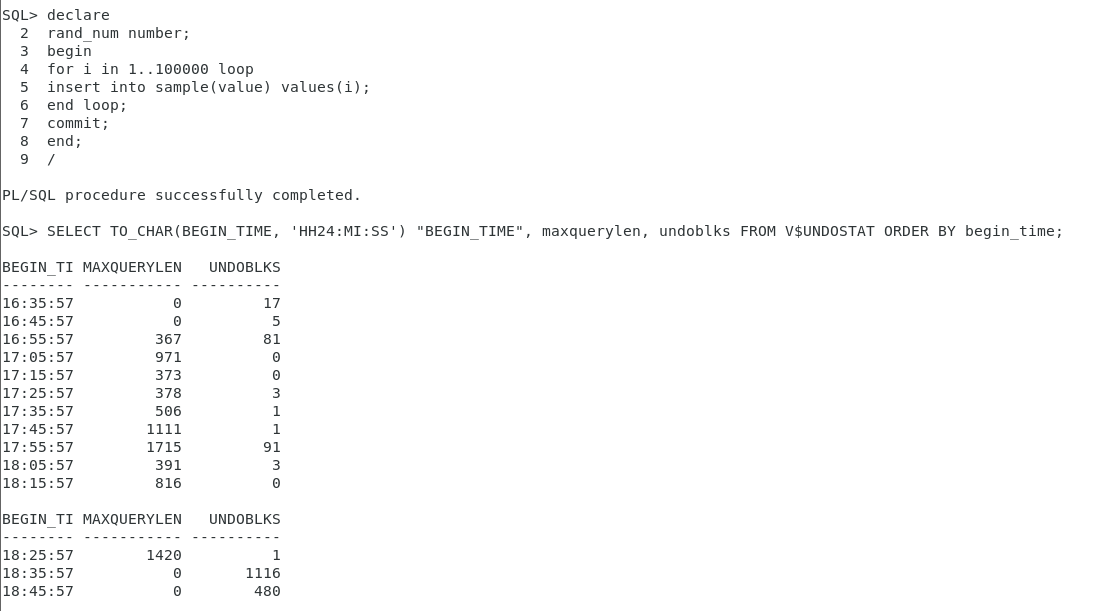 SQL> declare
  2  rand_num number;
  3  begin
  4  for i in 1..100000 loop
  5  insert into sample(value) values(i);
  6  end loop;
  7  commit;
  8  end;
  9  /
PL/SQL procedure successfully completed.
SQL> SELECT TO_CHAR(BEGIN_TIME, 'HH24:MI:SS') "BEGIN_TIME", maxquerylen, undoblks FROM V$UNDOSTAT ORDER BY begin_time;
BEGIN_TI MAXQUERYLEN   UNDOBLKS
-------- ----------- ----------
16:35:57           0         17
16:45:57           0          5
16:55:57         367         81
17:05:57         971          0
17:15:57         373          0
17:25:57         378          3
17:35:57         506          1
17:45:57        1111          1
17:55:57        1715         91
18:05:57         391          3
18:15:57         816          0
BEGIN_TI MAXQUERYLEN   UNDOBLKS
-------- ----------- ----------
18:25:57        1420          1
18:35:57           0       1116
18:45:57           0        480